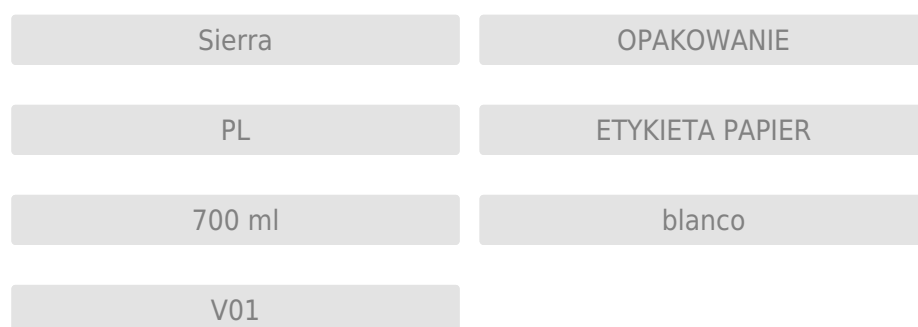 Sierra OPAKOWANIE
PL ETYKIETA PAPIER
700 ml blanco
V01